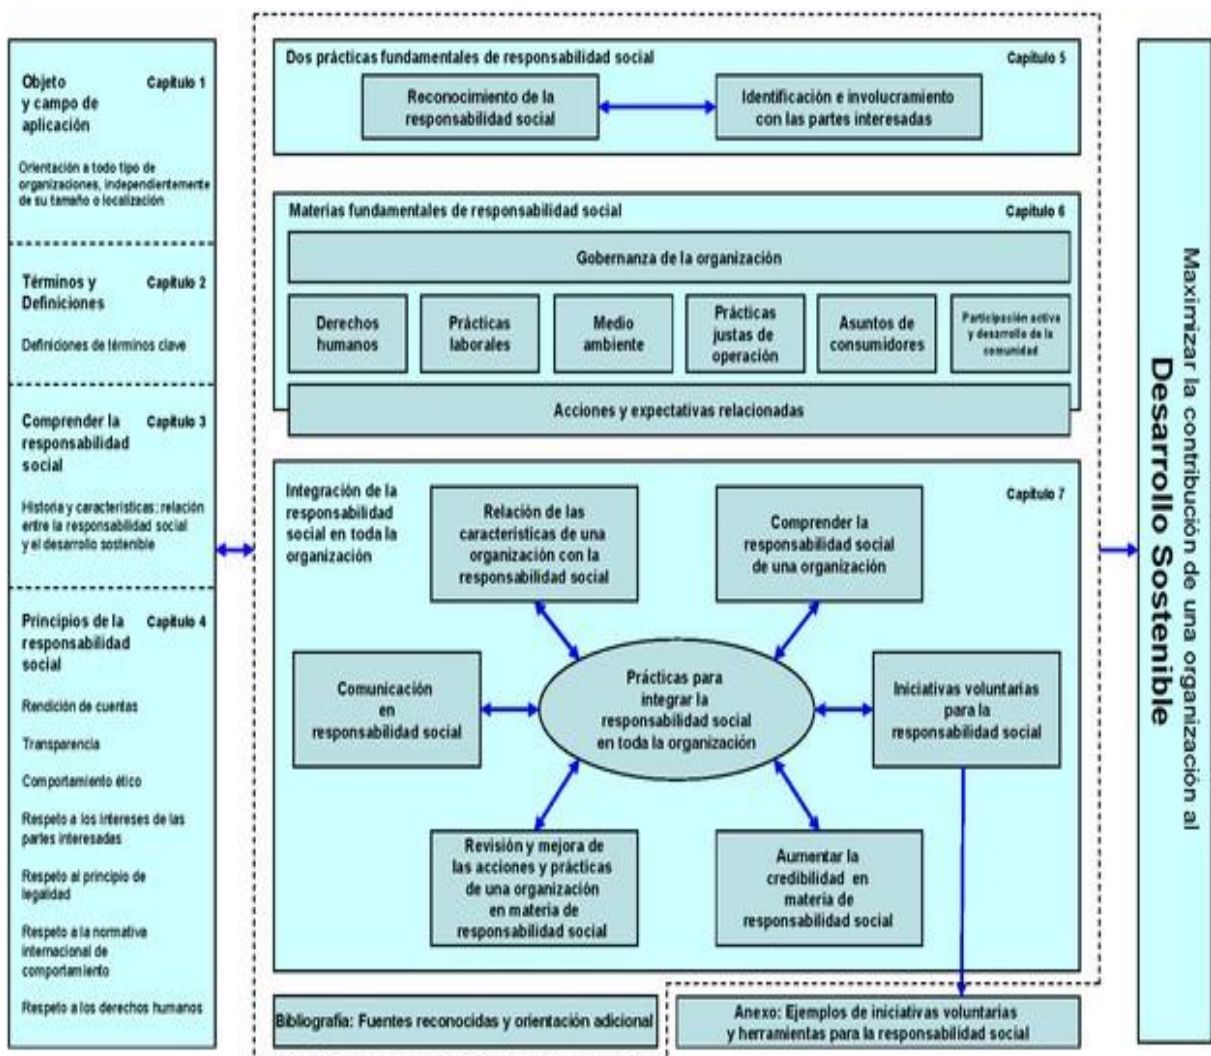 Objeto
y campo de
aplicación
Capítulo 1
Orientación a todo tipo de
organizaciones, independientemente
de su tamaño o localización
Términos y
Definiciones
Capítulo 2
Definiciones de términos clave
Comprender la
responsabilidad
social
Capítulo 3
Historia y características; relación
entre la responsabilidad social
y el desarrollo sostenible
Principios de la
responsabilidad
social
Capítulo 4
Rendición de cuentas
Transparencia
Comportamiento ético
Respeto a los intereses de las
partes interesadas
Respeto al principio de
legalidad
Respeto a la normativa
internacional de
comportamiento
Respeto a los derechos humanos
Dos prácticas fundamentales de responsabilidad social
Capítulo 5
Reconocimiento de la
responsabilidad social
Identificación e involucramiento
con las partes interesadas
Materias fundamentales de responsabilidad social
Capítulo 6
Gobernanza de la organización
Derechos
humanos
Prácticas
laborales
Medio
ambiente
Prácticas
justas de
operación
Asuntos de
consumidores
Participación activa
y desarrollo de la
comunidad
Acciones y expectativas relacionadas
Integración de la
responsabilidad
social en toda la
organización
Capítulo 7
Relación de las
características de una
organización con la
responsabilidad social
Comprender la
responsabilidad social
de una organización
Comunicación
en
responsabilidad social
Prácticas para
integrar la
responsabilidad social
en toda la organización
Iniciativas voluntarias
para la
responsabilidad social
Revisión y mejora de
las acciones y prácticas
de una organización
en materia de
responsabilidad social
Aumentar la
credibilidad en
materia de
responsabilidad social
Bibliografía: Fuentes reconocidas y orientación adicional
Anexo: Ejemplos de iniciativas voluntarias
y herramientas para la responsabilidad social
Maximizar la contribución de una organización al
Desarrollo Sostenible